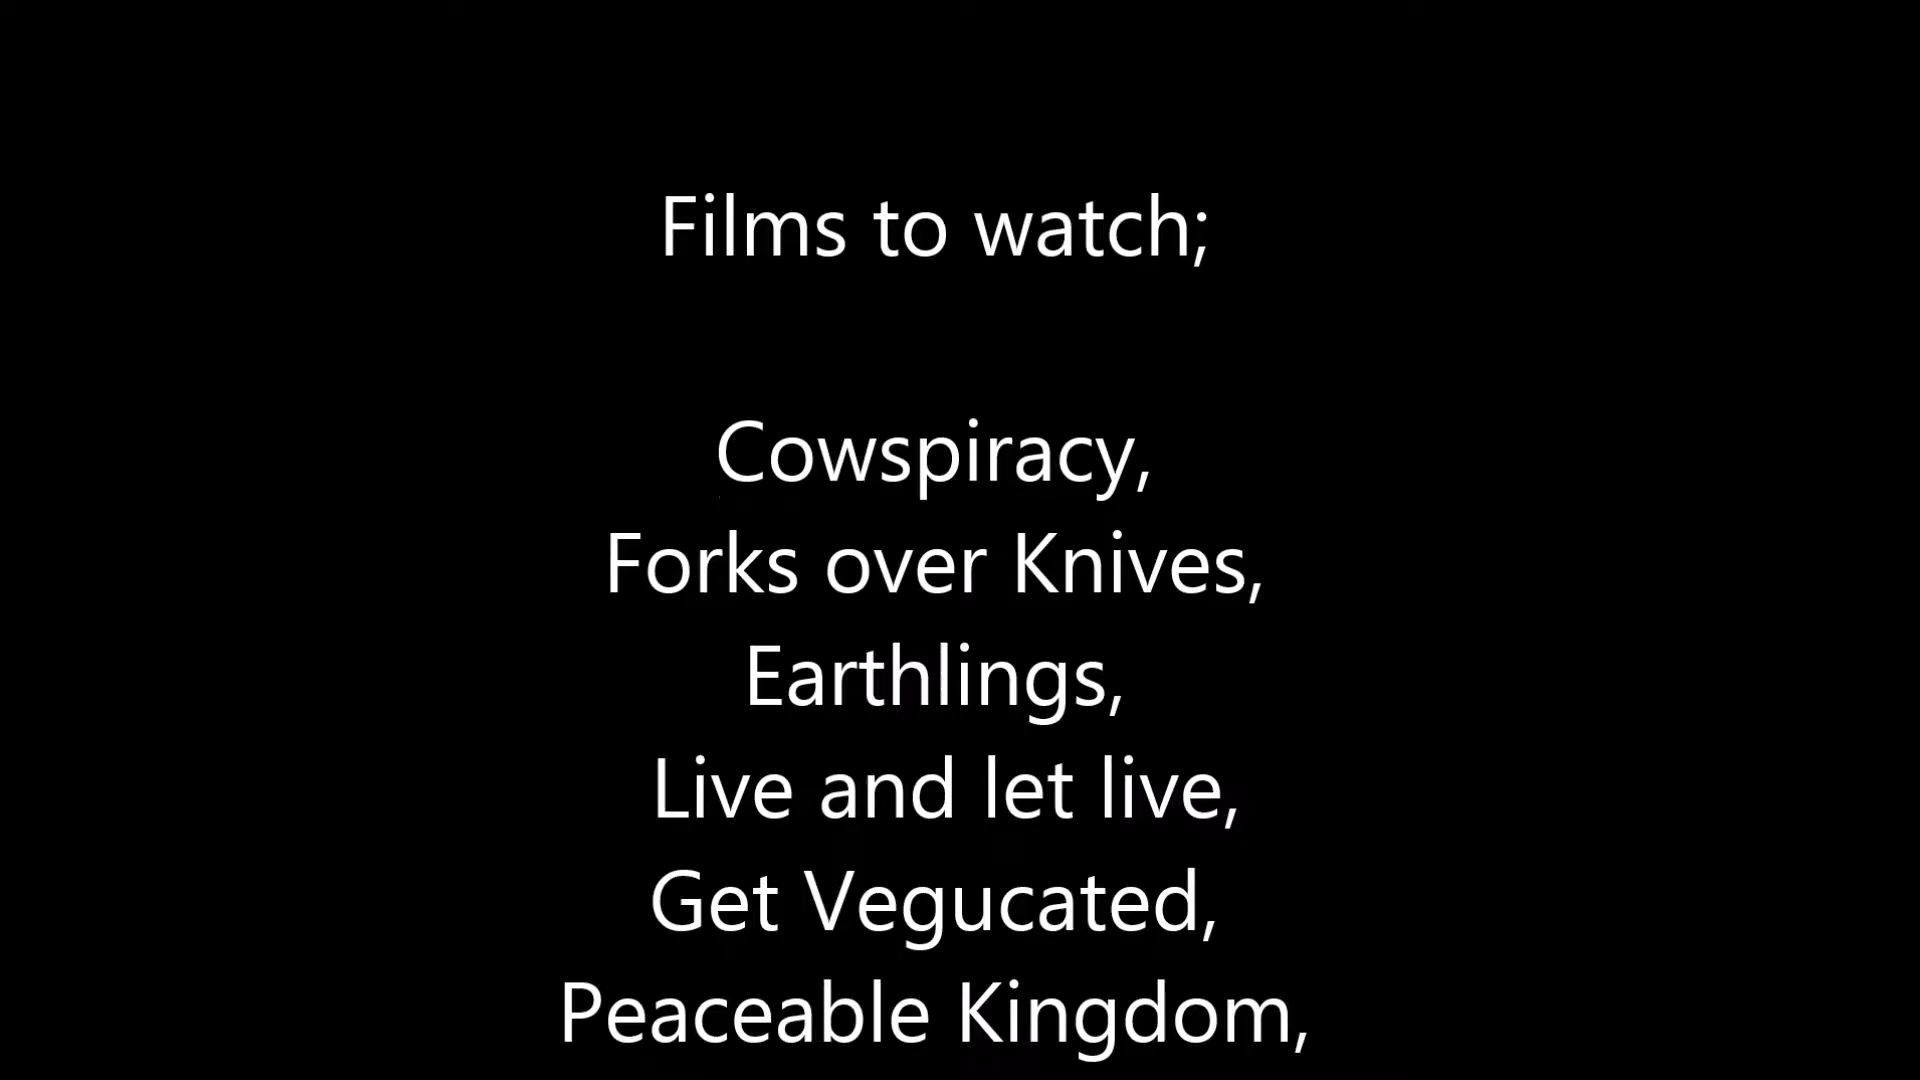 Films to watch;
Cowspiracy,
Forks over Knives,
Earthlings,
Live and let live,
Get Vegucated,
Peaceable Kingdom,